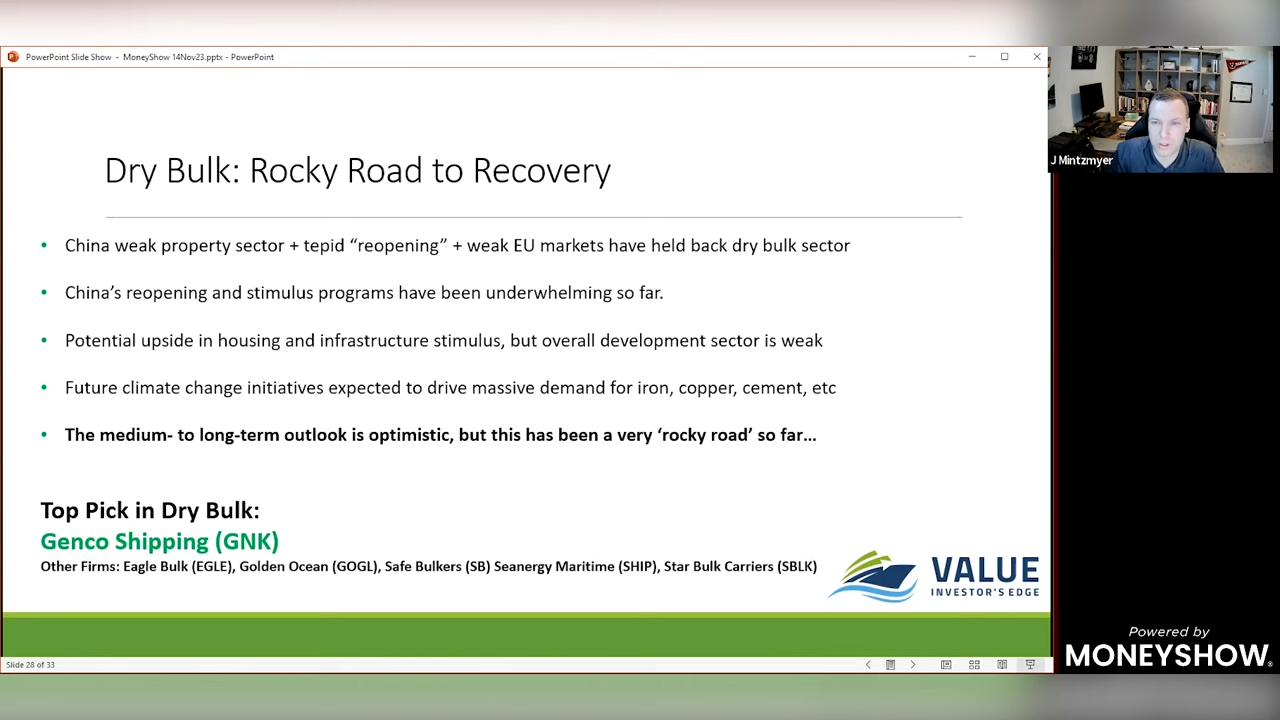 PowerPoint Slide Show - MoneyShow 14Nov23.pptx - PowerPoint
J Mintzmyer
Dry Bulk: Rocky Road to Recovery
• China weak property sector + tepid “reopening” + weak EU markets have held back dry bulk sector
• China’s reopening and stimulus programs have been underwhelming so far.
• Potential upside in housing and infrastructure stimulus, but overall development sector is weak
• Future climate change initiatives expected to drive massive demand for iron, copper, cement, etc
• The medium- to long-term outlook is optimistic, but this has been a very ‘rocky road’ so far…
Top Pick in Dry Bulk:
Genco Shipping (GNK)
Other Firms: Eagle Bulk (EGLE), Golden Ocean (GOGL), Safe Bulkers (SB) Seanergy Maritime (SHIP), Star Bulk Carriers (SBLK)
VALUE
INVESTOR'S EDGE
Slide 28 of 33
Powered by
MONEYSHOW®